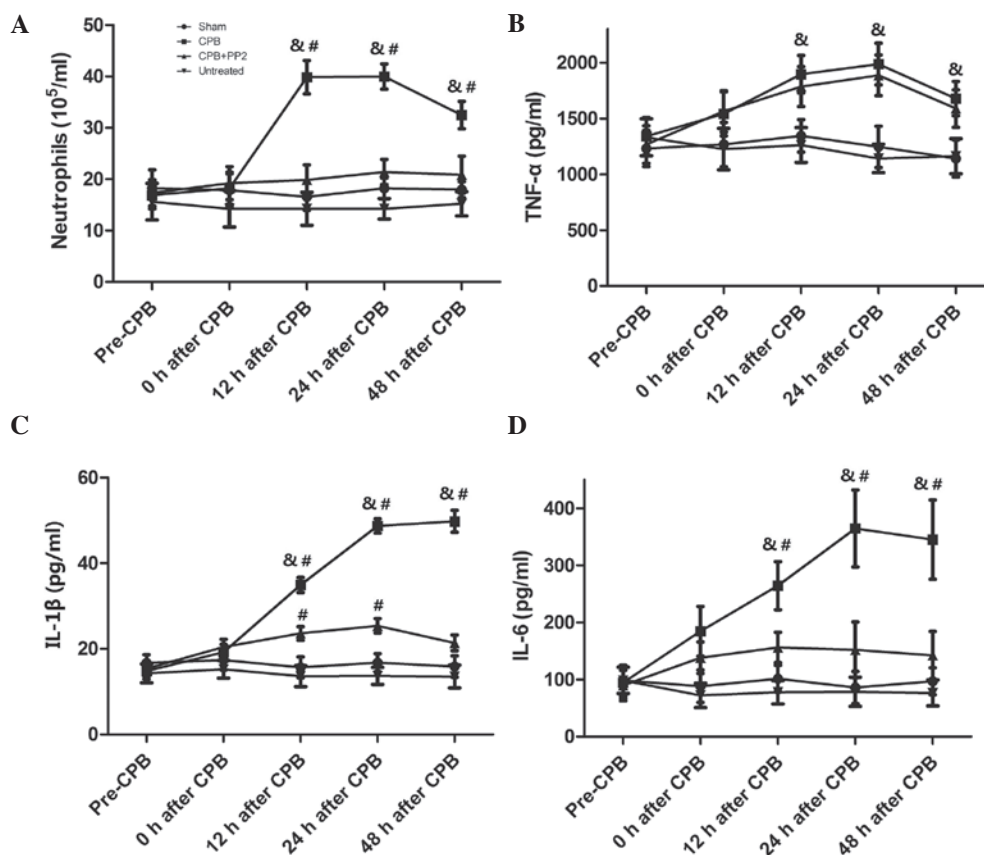 A
Neutrophils (10⁵/ml)
50
40
30
20
10
0
Sham
CPB
CPB+PP2
Untreated
& #
& #
& #
Pre-CPB
0 h after CPB
12 h after CPB
24 h after CPB
48 h after CPB
B
TNF-α (pg/ml)
2000
1500
1000
500
0
&
&
&
Pre-CPB
0 h after CPB
12 h after CPB
24 h after CPB
48 h after CPB
C
IL-1β (pg/ml)
60
40
20
0
& #
& #
& #
#
#
Pre-CPB
0 h after CPB
12 h after CPB
24 h after CPB
48 h after CPB
D
IL-6 (pg/ml)
400
300
200
100
0
& #
& #
& #
Pre-CPB
0 h after CPB
12 h after CPB
24 h after CPB
48 h after CPB